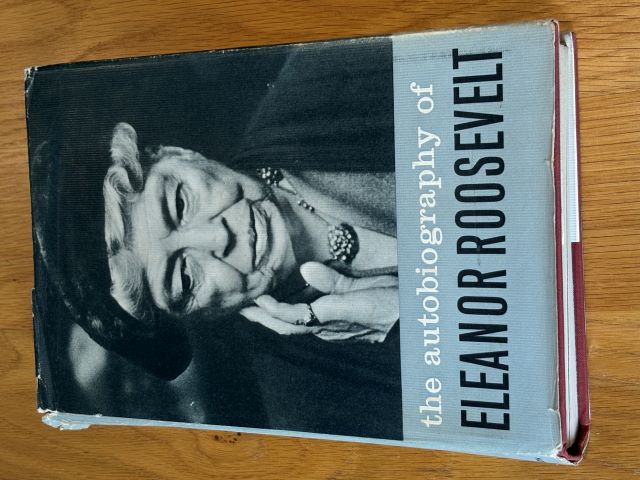 the autobiography of
ELEANOR ROOSEVELT